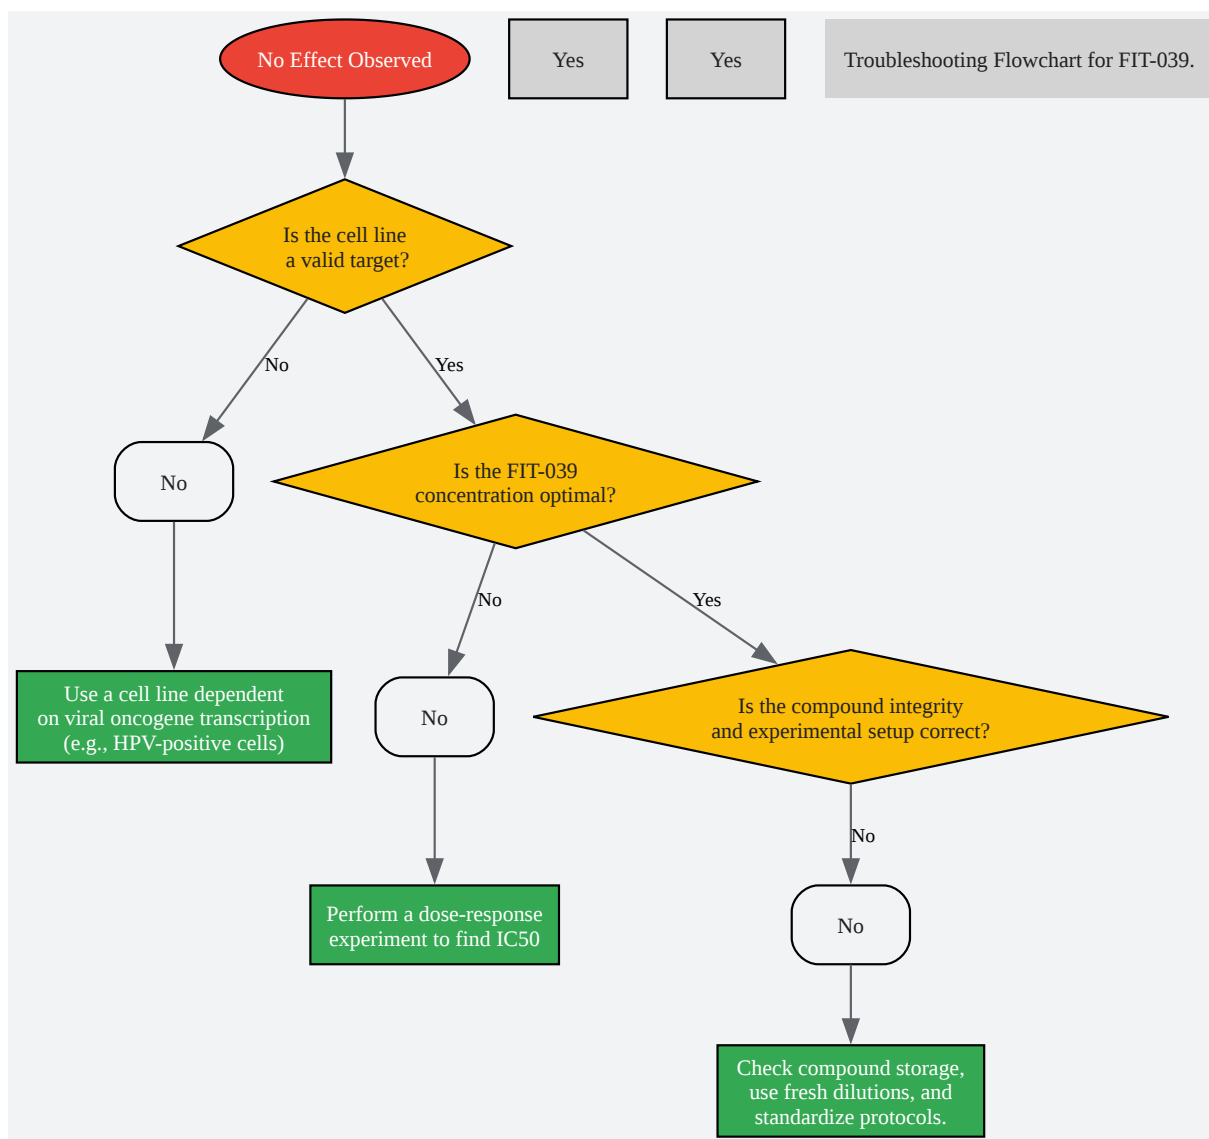 No Effect Observed
Yes
Yes
Troubleshooting Flowchart for FIT-039.
Is the cell line
a valid target?
No
Yes
No
Is the FIT-039
concentration optimal?
No
Yes
Use a cell line dependent
on viral oncogene transcription
(e.g., HPV-positive cells)
No
Is the compound integrity
and experimental setup correct?
No
Perform a dose-response
experiment to find IC50
No
Check compound storage,
use fresh dilutions, and
standardize protocols.